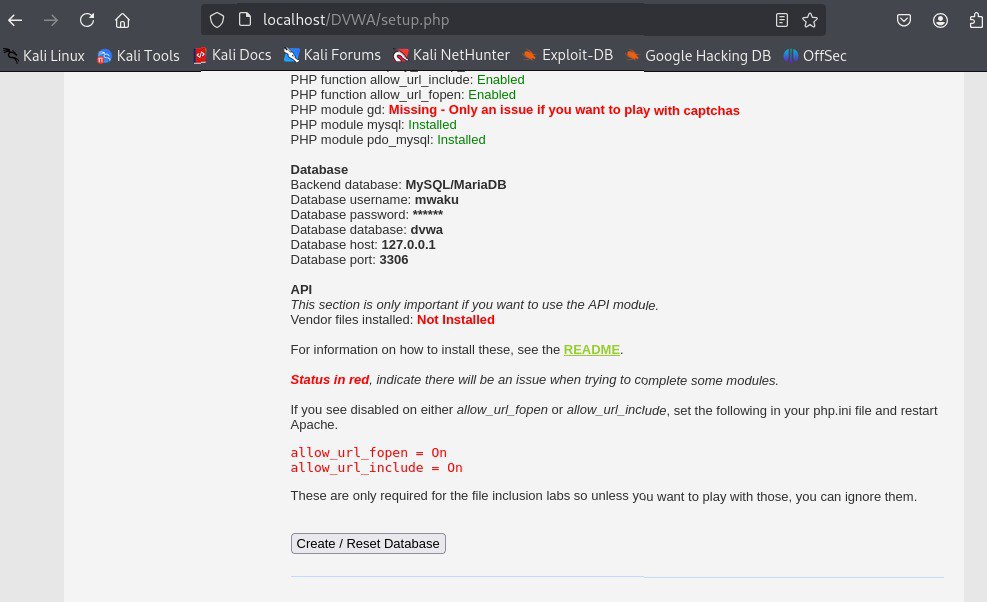 localhost/DVWA/setup.php
Kali Linux Kali Tools Kali Docs Kali Forums Kali NetHunter Exploit-DB Google Hacking DB OffSec
PHP function allow_url_include: Enabled
PHP function allow_url_fopen: Enabled
PHP module gd: Missing - Only an issue if you want to play with captchas
PHP module mysql: Installed
PHP module pdo_mysql: Installed
Database
Backend database: MySQL/MariaDB
Database username: mwaku
Database password: ******
Database database: dvwa
Database host: 127.0.0.1
Database port: 3306
API
This section is only important if you want to use the API module.
Vendor files installed: Not Installed
For information on how to install these, see the README.
Status in red, indicate there will be an issue when trying to complete some modules.
If you see disabled on either allow_url_fopen or allow_url_include, set the following in your php.ini file and restart
Apache.
allow_url_fopen = On
allow_url_include = On
These are only required for the file inclusion labs so unless you want to play with those, you can ignore them.
Create / Reset Database